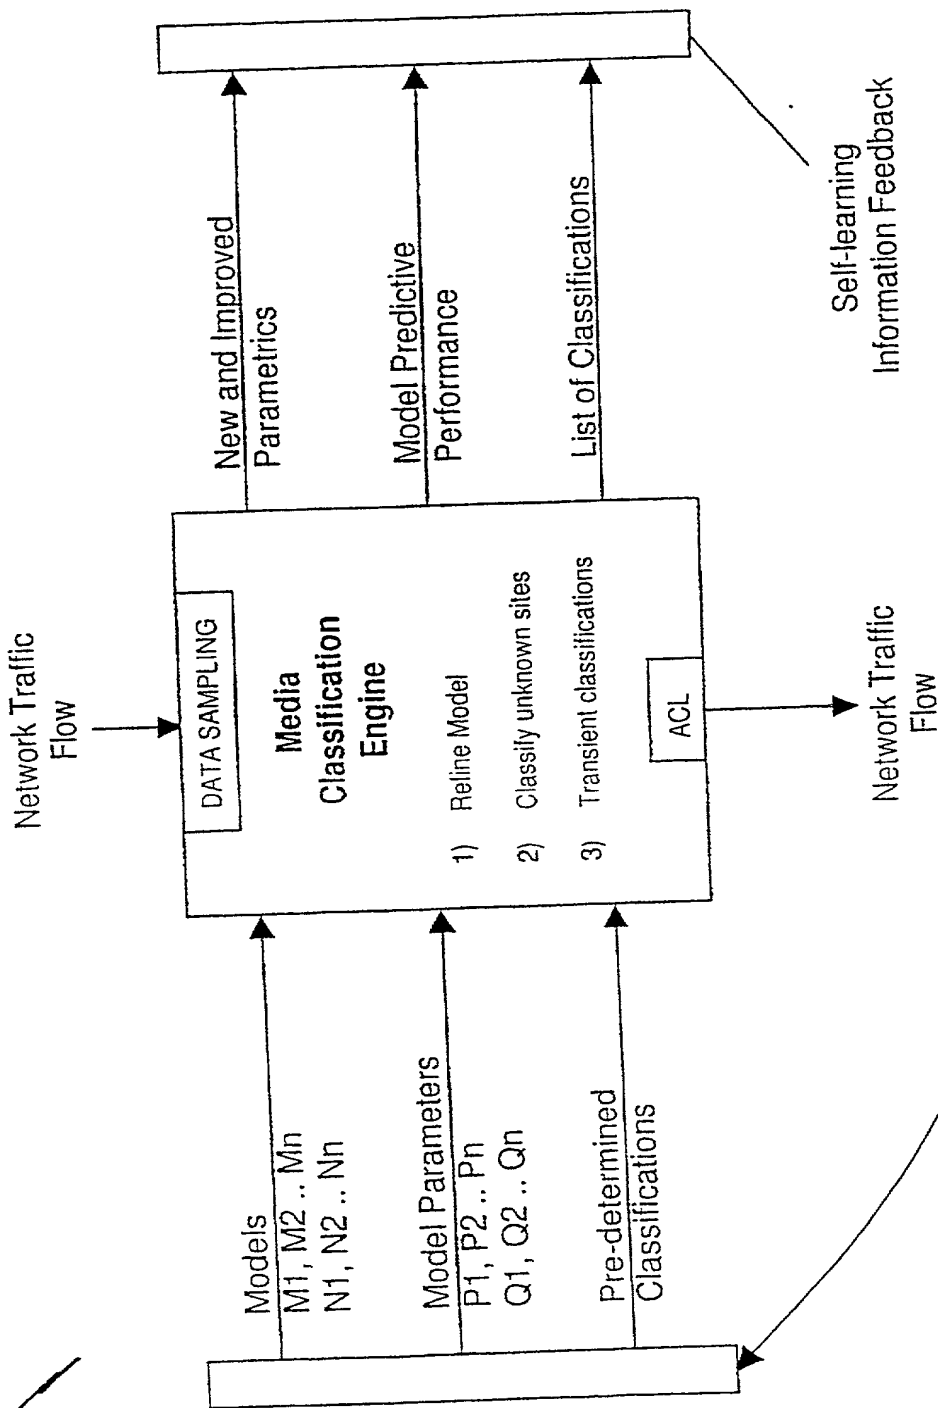 Network Traffic
Flow
DATA SAMPLING
Media
Classification
Engine
1) Reline Model
2) Classify unknown sites
3) Transient classifications
ACL
Network Traffic
Flow
Models
M1, M2 .. Mn
N1, N2 .. Nn
Model Parameters
P1, P2 .. Pn
Q1, Q2 .. Qn
Pre-determined
Classifications
New and Improved
Parametrics
Model Predictive
Performance
List of Classifications
Self-learning
Information Feedback